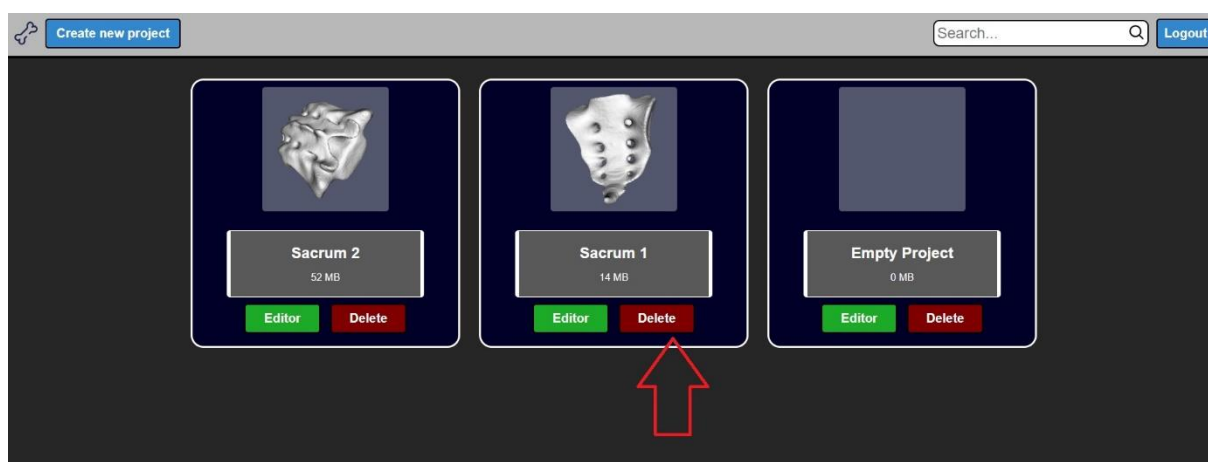 Create new project
Search...
Logout
Sacrum 2
52 MB
Editor
Delete
Sacrum 1
14 MB
Editor
Delete
Empty Project
0 MB
Editor
Delete